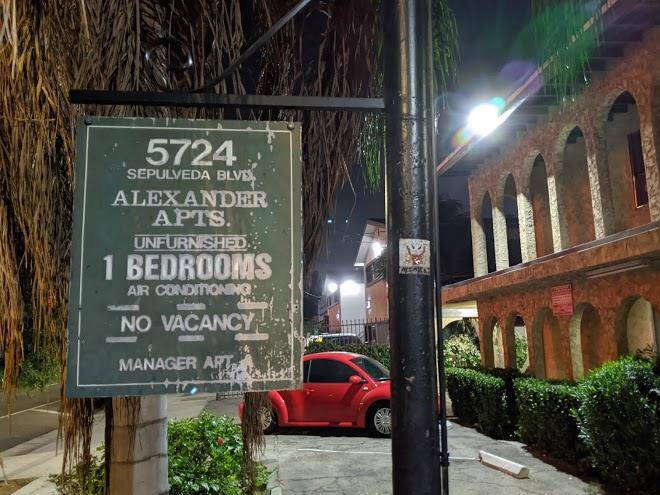 5724
SEPULVEDA BLVD.
ALEXANDER
APTS.
UNFURNISHED
1 BEDROOMS
AIR CONDITIONING
NO VACANCY
MANAGER APT.